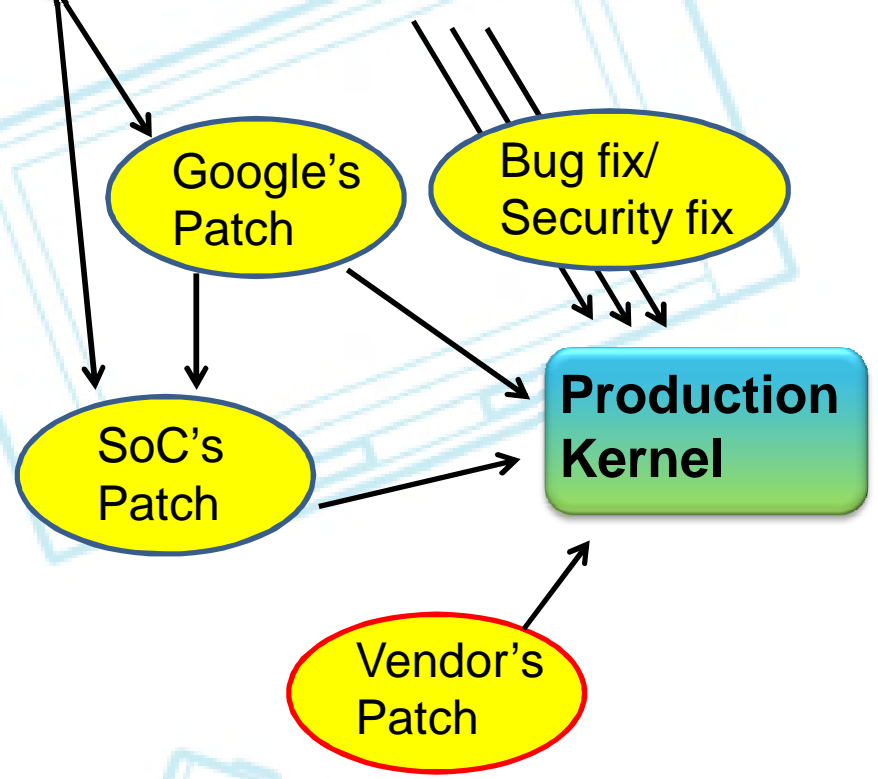 Google’s
Patch
Bug fix/
Security fix
SoC’s
Patch
Production
Kernel
Vendor’s
Patch